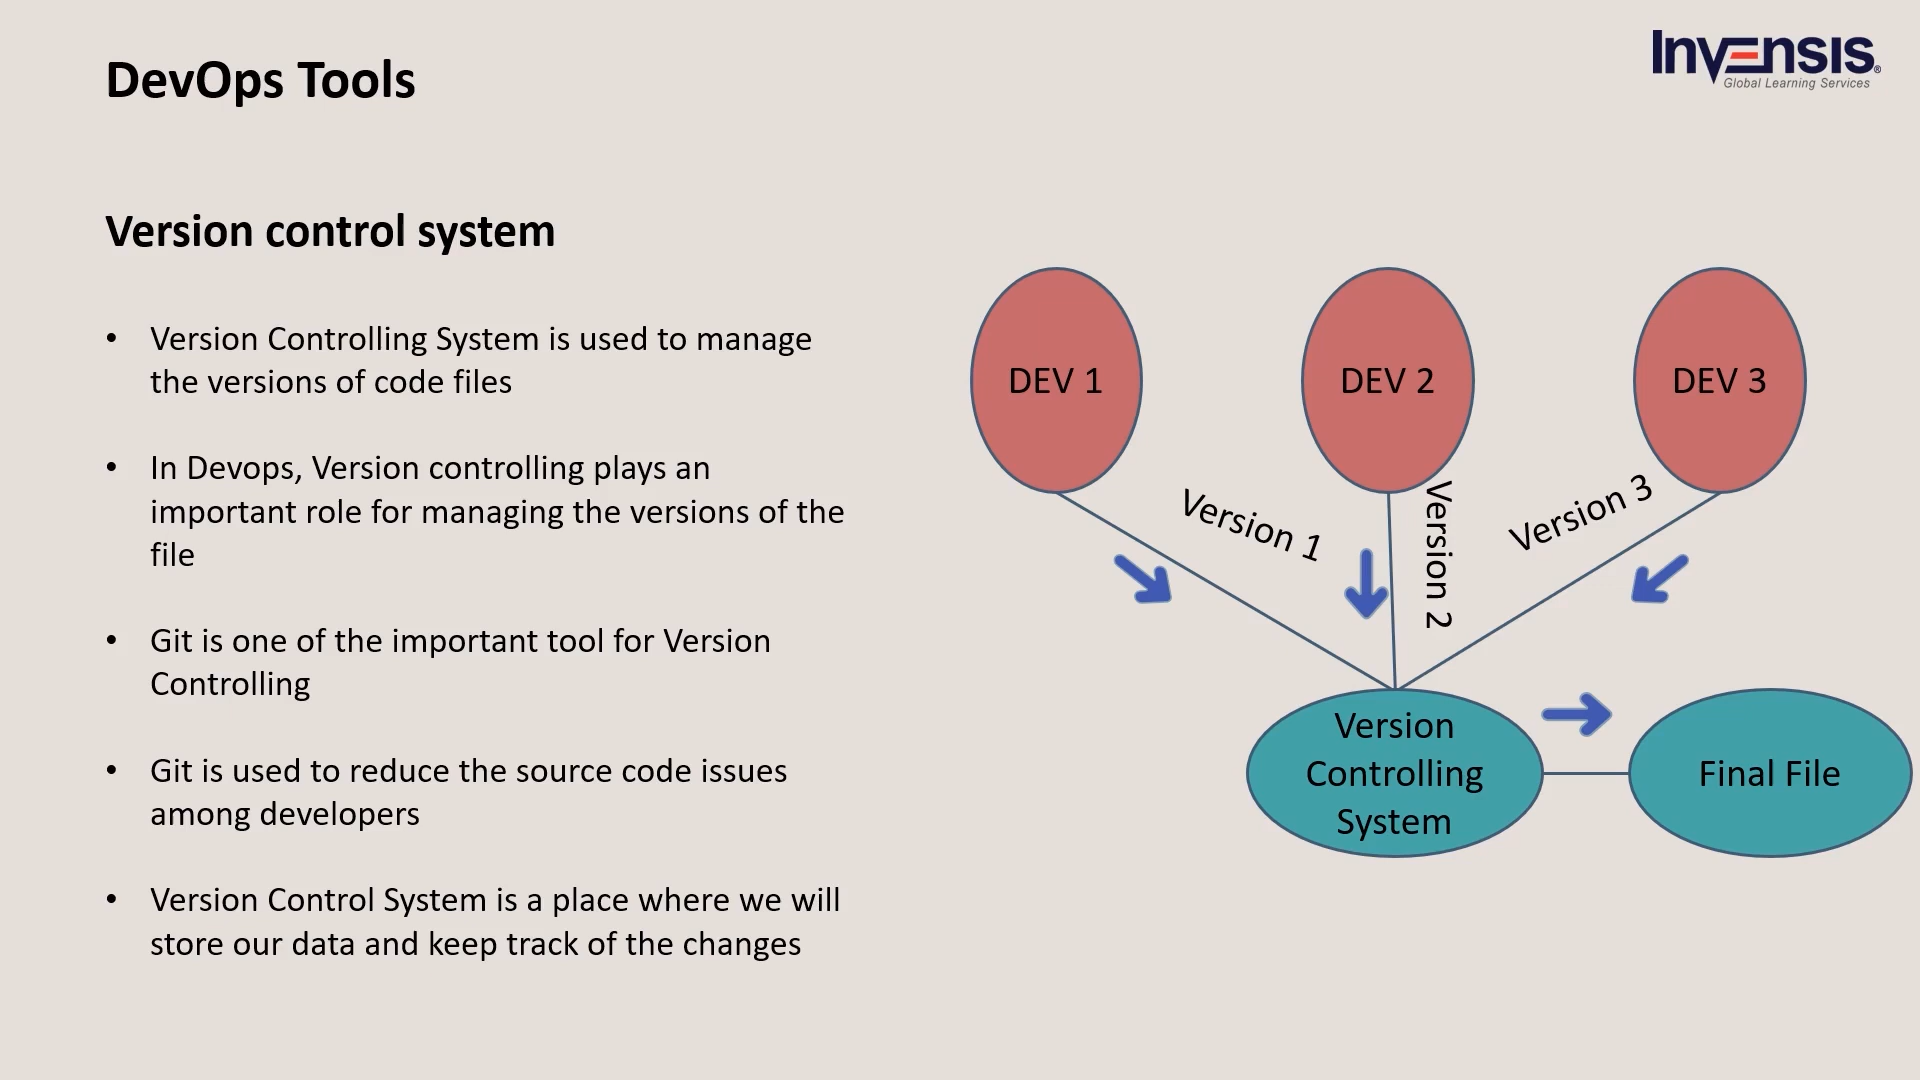 DevOps Tools
Invensis®
Global Learning Services
Version control system
• Version Controlling System is used to manage
the versions of code files
• In Devops, Version controlling plays an
important role for managing the versions of the
file
• Git is one of the important tool for Version
Controlling
• Git is used to reduce the source code issues
among developers
• Version Control System is a place where we will
store our data and keep track of the changes
DEV 1
DEV 2
DEV 3
Version 1
Version 2
Version 3
Version
Controlling
System
Final File